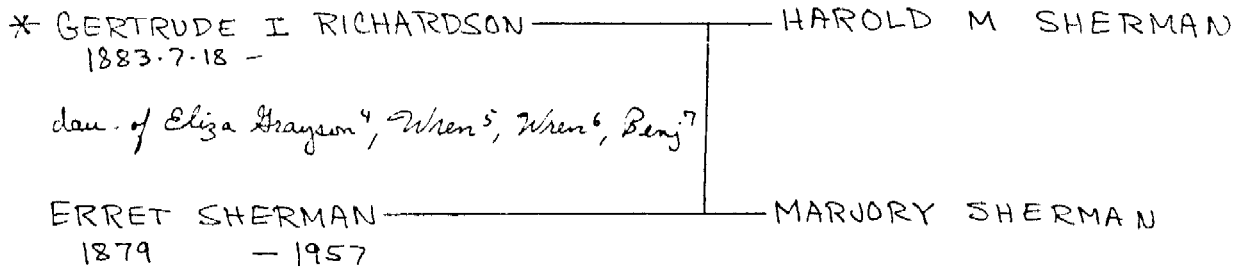 * GERTRUDE I RICHARDSON HAROLD M SHERMAN
1883.7.18 -
dau. of Eliza Grayson⁴, Wren⁵, Wren⁶, Benj⁷
ERRET SHERMAN MARJORY SHERMAN
1879 - 1957